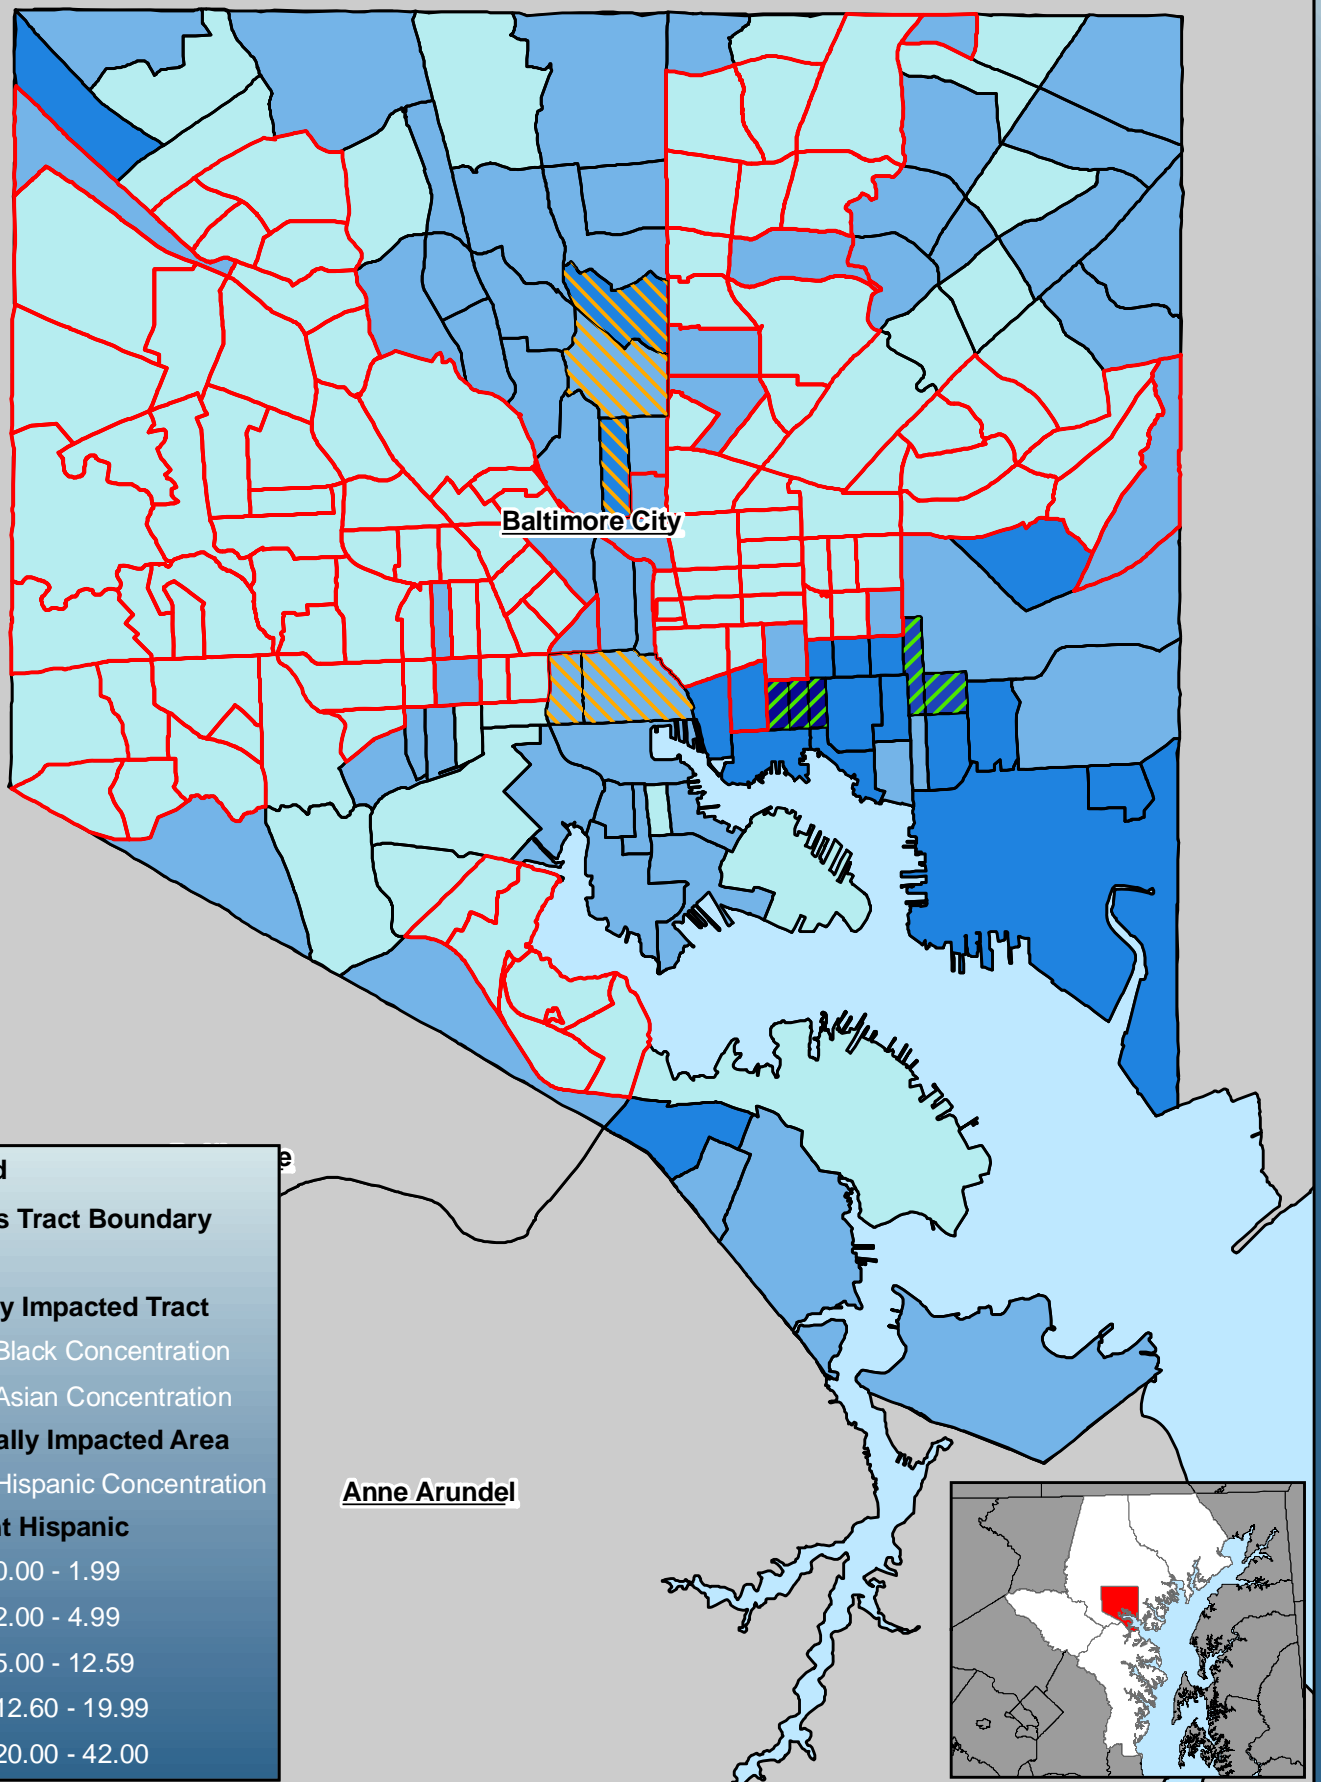 Baltimore City
e
d
s Tract Boundary
y Impacted Tract
Black Concentration
Asian Concentration
ally Impacted Area
Hispanic Concentration
nt Hispanic
0.00 - 1.99
2.00 - 4.99
5.00 - 12.59
12.60 - 19.99
20.00 - 42.00
Anne Arundel